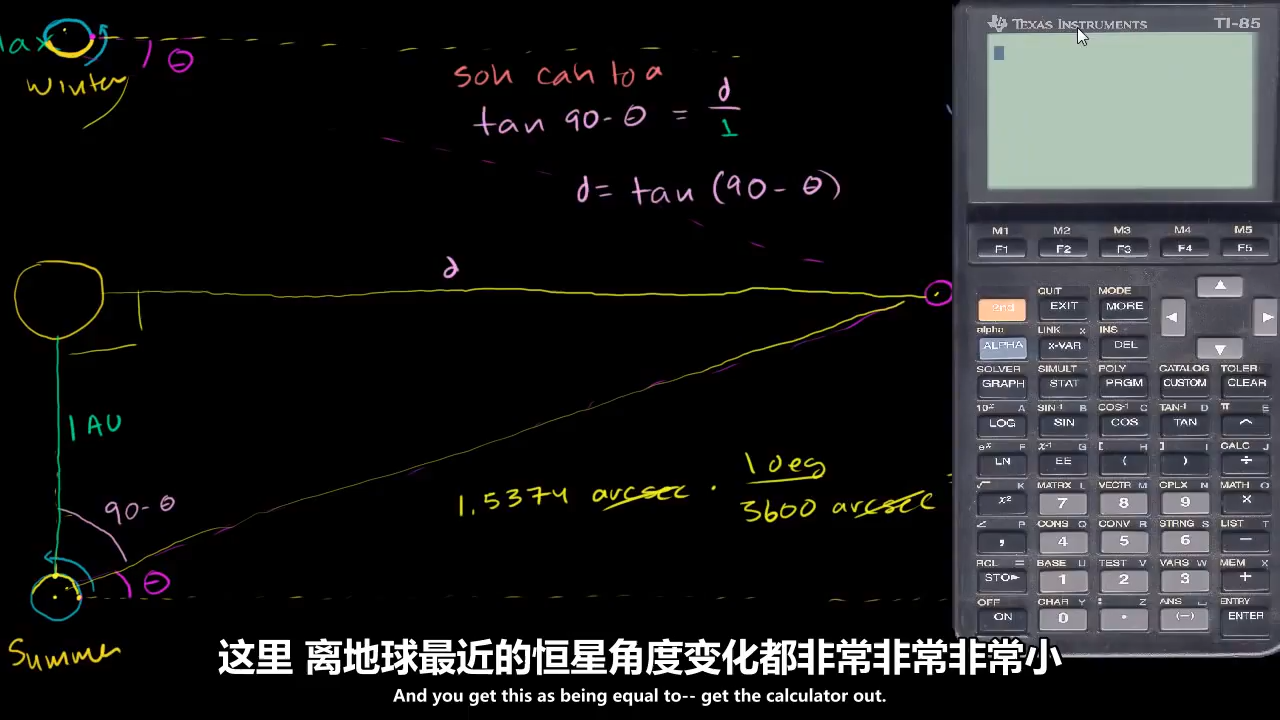 lax
Winter
θ
soh cah toa
tan 90-θ = d/1
d = tan (90-θ)
d
1 AU
90-θ
θ
Summer
1.5374 arcsec · 1 deg / 3600 arcsec =
TEXAS INSTRUMENTS TI-85
M1 M2 M3 M4 M5
F1 F2 F3 F4 F5
QUIT MODE
2nd EXIT MORE
alpha LINK x INS
ALPHA x-VAR DEL
SOLVER SIMULT POLY CATALOG TOLER
GRAPH STAT PRGM CUSTOM CLEAR
10ˣ A SIN⁻¹ B COS⁻¹ C TAN⁻¹ D π E
LOG SIN COS TAN ^
eˣ F x⁻¹ G [ H ] I CALC J
LN EE ( ) ÷
√ K MATRX L VECTR M CPLX N MATH O
x² 7 8 9 ×
∠ P CONS Q CONV R STRNG S LIST T
, 4 5 6 −
RCL = BASE U TEST V VARS W MEM X
STO▶ 1 2 3 +
OFF CHAR Y : Z ANS ␣ ENTRY
ON 0 . (−) ENTER
这里 离地球最近的恒星角度变化都非常非常非常小
And you get this as being equal to-- get the calculator out.